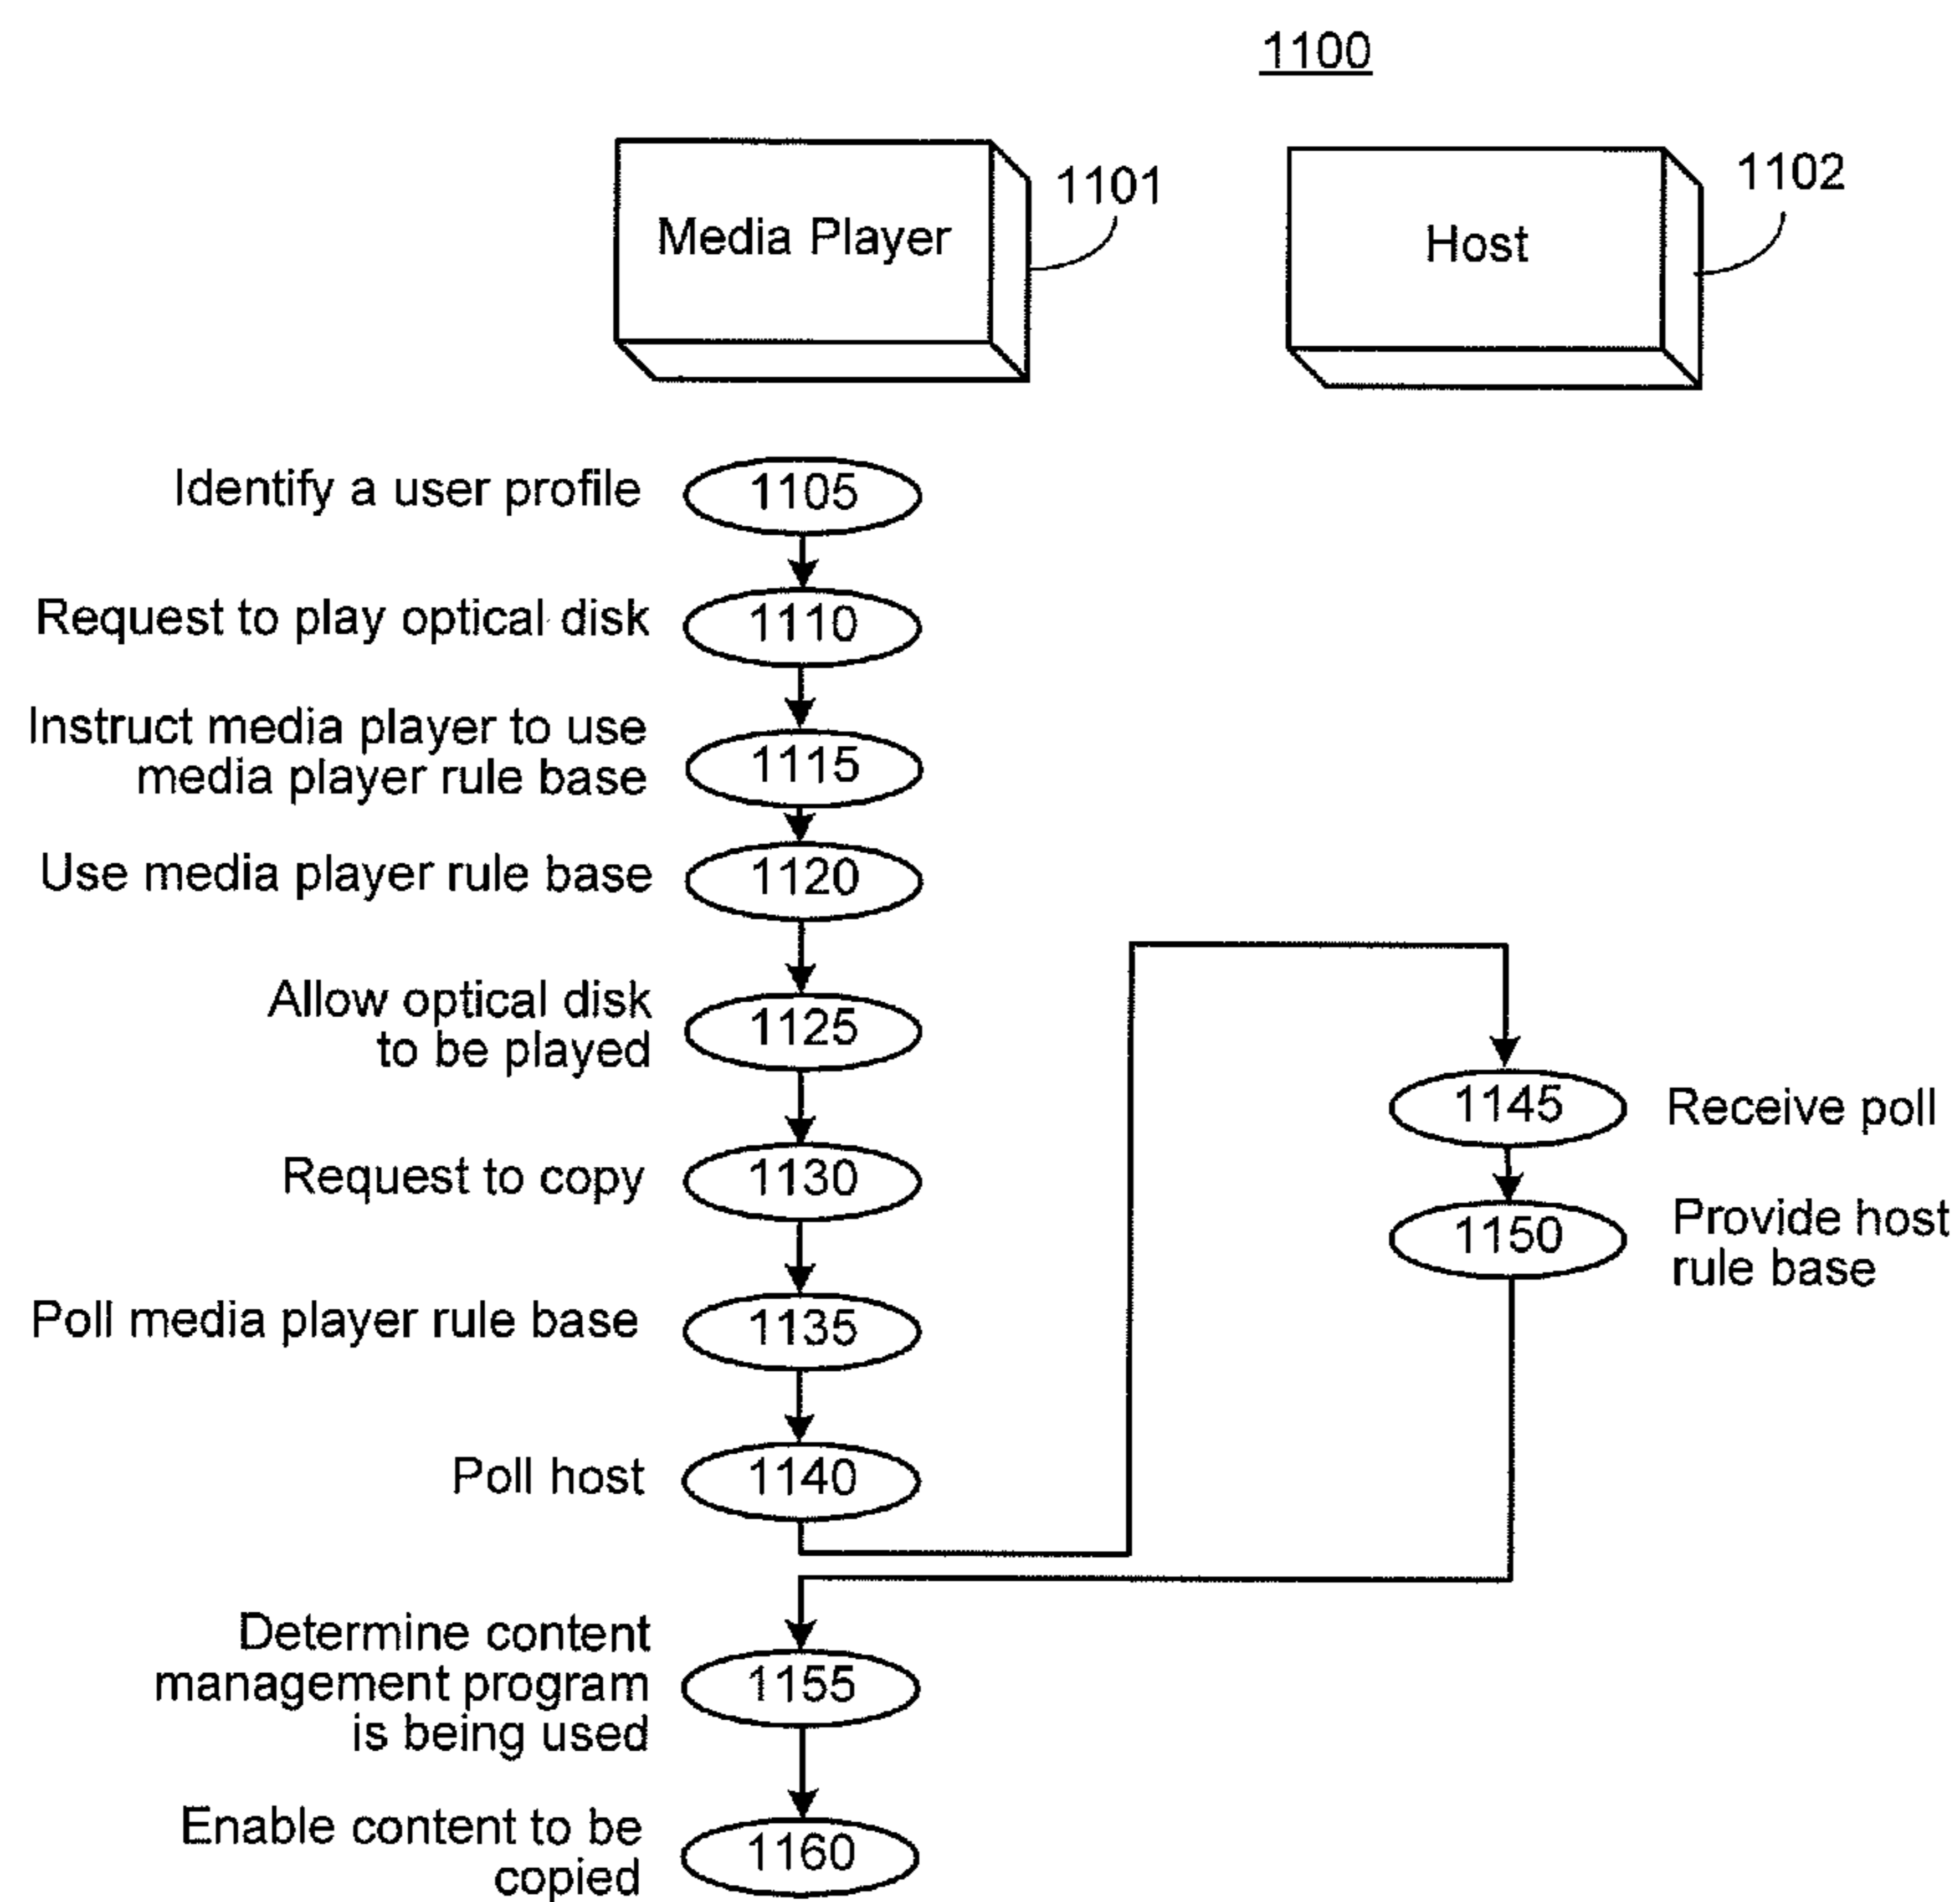 1100
Media Player
1101
Host
1102
Identify a user profile
1105
Request to play optical disk
1110
Instruct media player to use
media player rule base
1115
Use media player rule base
1120
Allow optical disk
to be played
1125
Request to copy
1130
Poll media player rule base
1135
Poll host
1140
1145
Receive poll
1150
Provide host
rule base
Determine content
management program
is being used
1155
Enable content to be
copied
1160